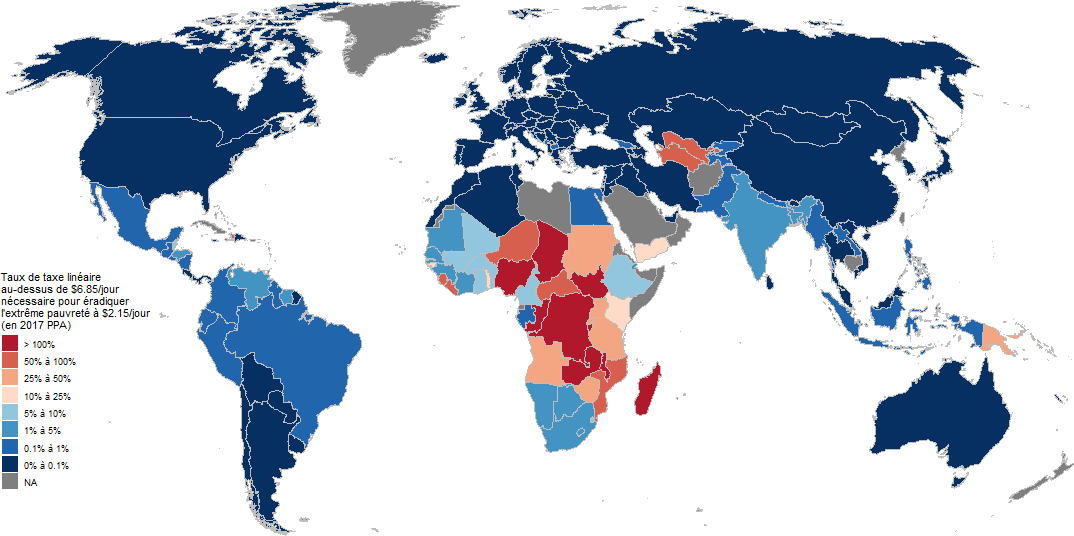 Taux de taxe linéaire
au-dessus de $6.85/jour
nécessaire pour éradiquer
l'extrême pauvreté à $2.15/jour
(en 2017 PPA)
> 100%
50% à 100%
25% à 50%
10% à 25%
5% à 10%
1% à 5%
0.1% à 1%
0% à 0.1%
NA